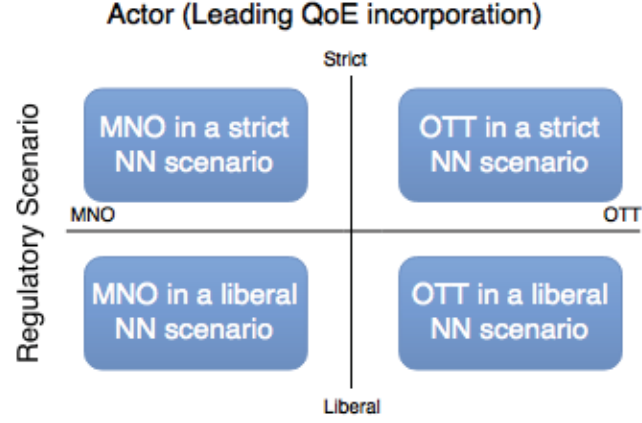 Actor (Leading QoE incorporation)
Strict
MNO in a strict
NN scenario
OTT in a strict
NN scenario
Regulatory Scenario
MNO
OTT
MNO in a liberal
NN scenario
OTT in a liberal
NN scenario
Liberal